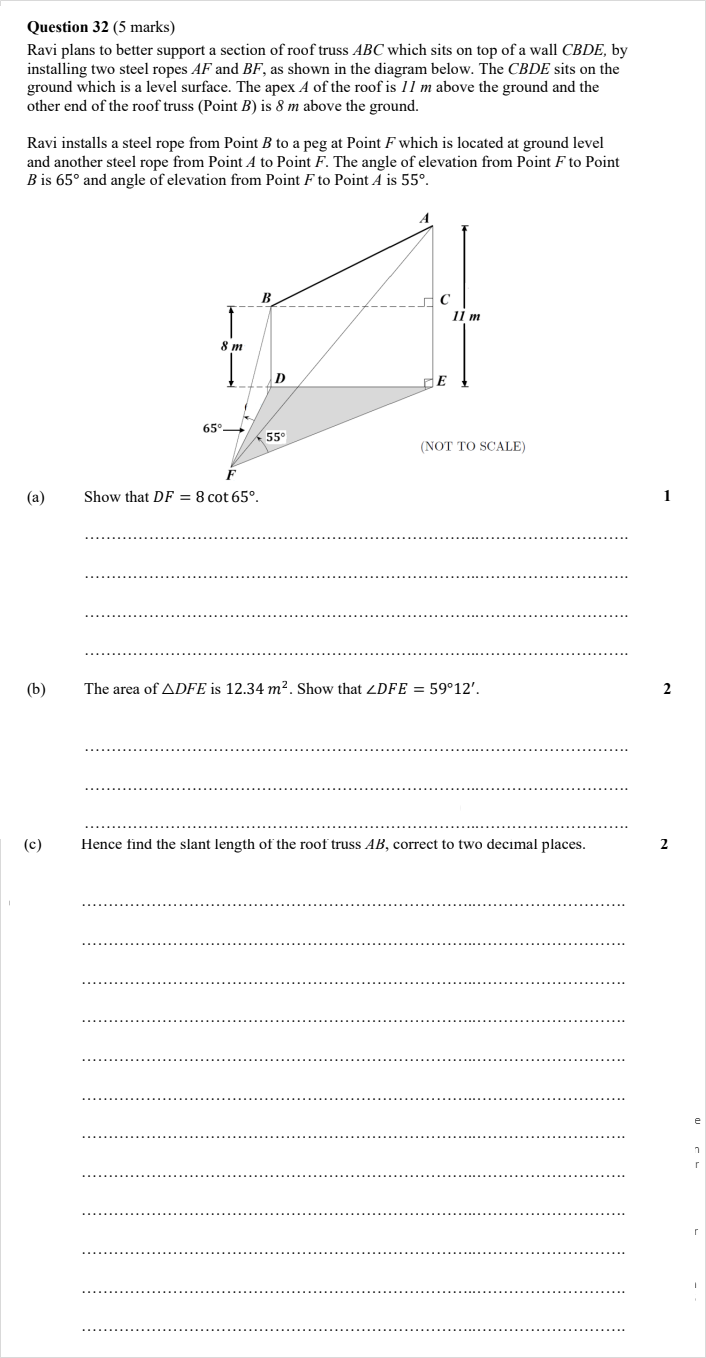 Question 32 (5 marks)
Ravi plans to better support a section of roof truss ABC which sits on top of a wall CBDE, by
installing two steel ropes AF and BF, as shown in the diagram below. The CBDE sits on the
ground which is a level surface. The apex A of the roof is 11 m above the ground and the
other end of the roof truss (Point B) is 8 m above the ground.
Ravi installs a steel rope from Point B to a peg at Point F which is located at ground level
and another steel rope from Point A to Point F. The angle of elevation from Point F to Point
B is 65° and angle of elevation from Point F to Point A is 55°.
A
B
C
11 m
8 m
D
E
65°
55°
(NOT TO SCALE)
F
(a) Show that DF = 8 cot 65°. 1
(b) The area of △DFE is 12.34 m². Show that ∠DFE = 59°12′. 2
(c) Hence find the slant length of the roof truss AB, correct to two decimal places. 2
e
r
r